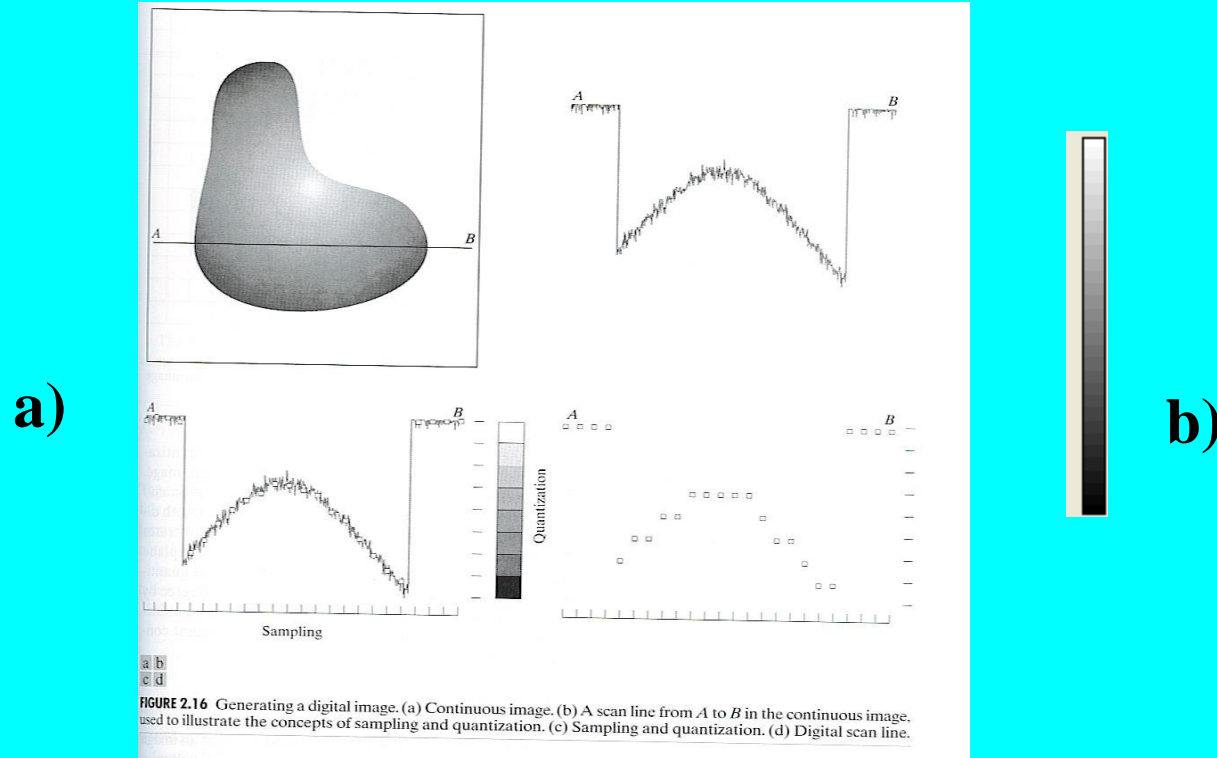 A
B
A
B
a)
b)
A
B
Quantization
A
B
Sampling
a b
c d
FIGURE 2.16 Generating a digital image. (a) Continuous image. (b) A scan line from A to B in the continuous image,
used to illustrate the concepts of sampling and quantization. (c) Sampling and quantization. (d) Digital scan line.